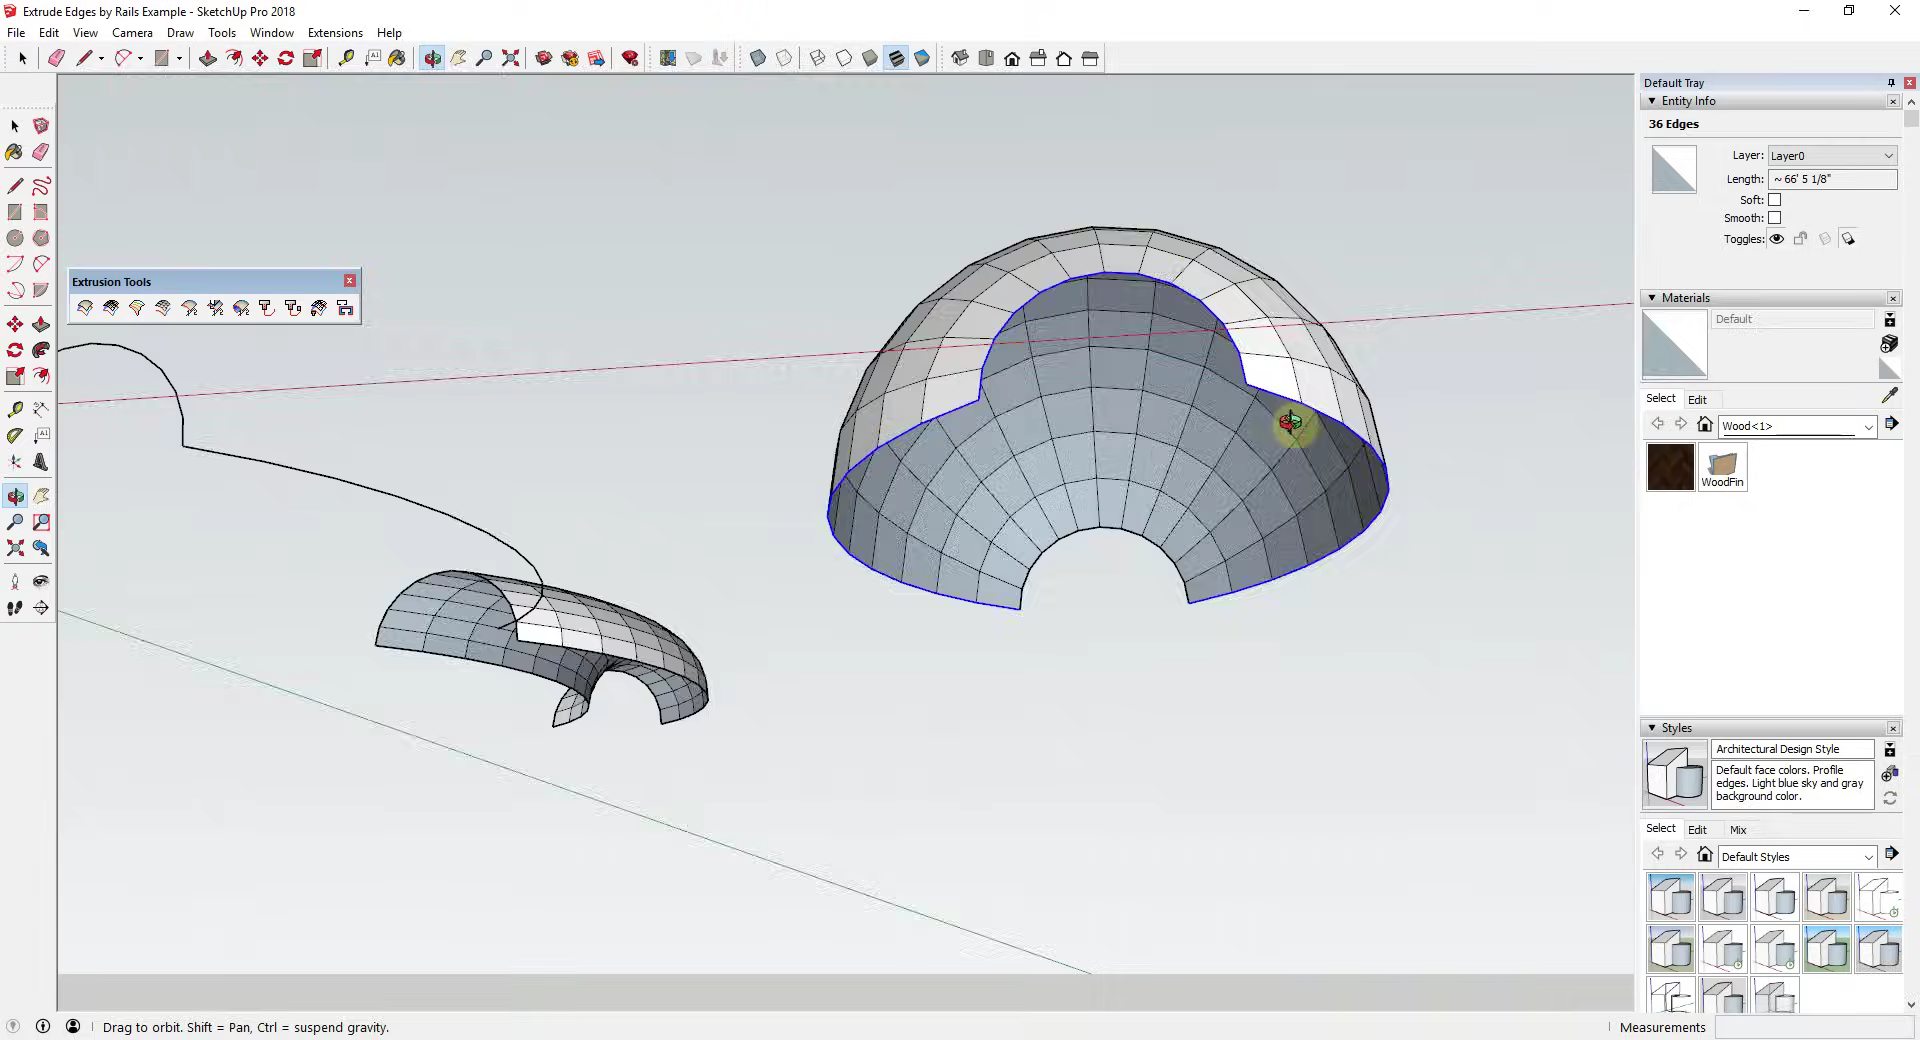 Extrude Edges by Rails Example - SketchUp Pro 2018
File Edit View Camera Draw Tools Window Extensions Help
Default Tray
Entity Info
36 Edges
Layer: Layer0
Length: ~ 66' 5 1/8"
Soft:
Smooth:
Toggles:
Extrusion Tools
Materials
Default
Select Edit
Wood<1>
WoodFin
Styles
Architectural Design Style
Default face colors. Profile
edges. Light blue sky and gray
background color.
Select Edit Mix
Default Styles
Drag to orbit. Shift = Pan, Ctrl = suspend gravity.
Measurements